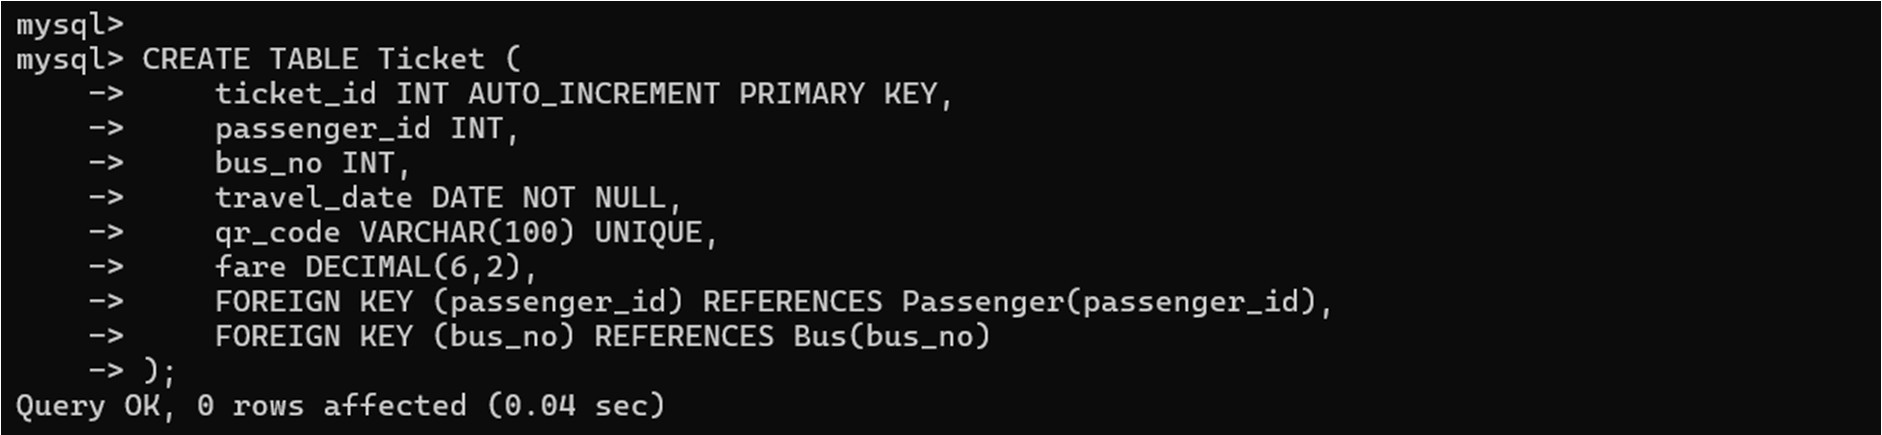 mysql>
mysql> CREATE TABLE Ticket (
    ->     ticket_id INT AUTO_INCREMENT PRIMARY KEY,
    ->     passenger_id INT,
    ->     bus_no INT,
    ->     travel_date DATE NOT NULL,
    ->     qr_code VARCHAR(100) UNIQUE,
    ->     fare DECIMAL(6,2),
    ->     FOREIGN KEY (passenger_id) REFERENCES Passenger(passenger_id),
    ->     FOREIGN KEY (bus_no) REFERENCES Bus(bus_no)
    -> );
Query OK, 0 rows affected (0.04 sec)